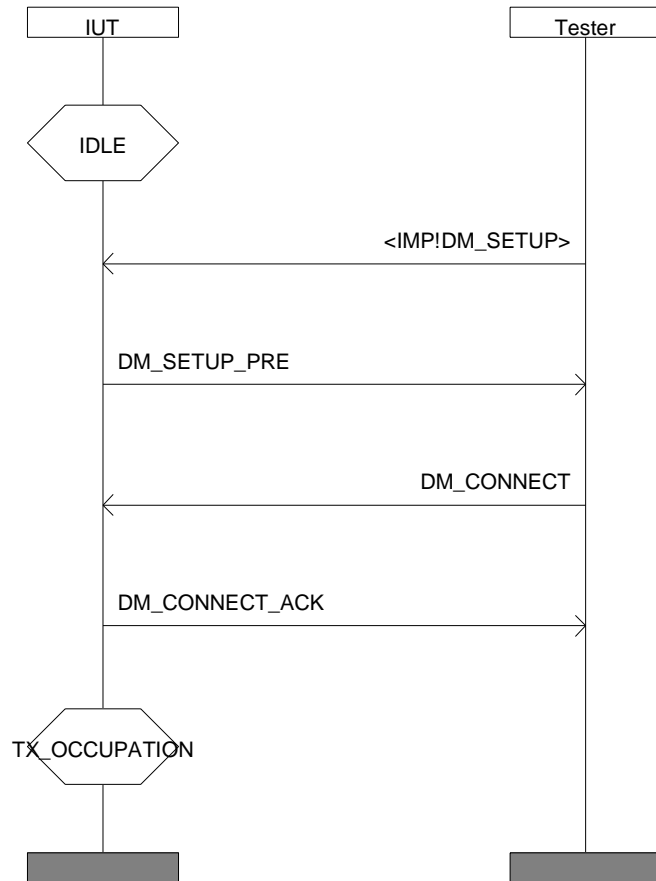 IUT
Tester
IDLE
<IMP!DM_SETUP>
DM_SETUP_PRE
DM_CONNECT
DM_CONNECT_ACK
TX_OCCUPATION